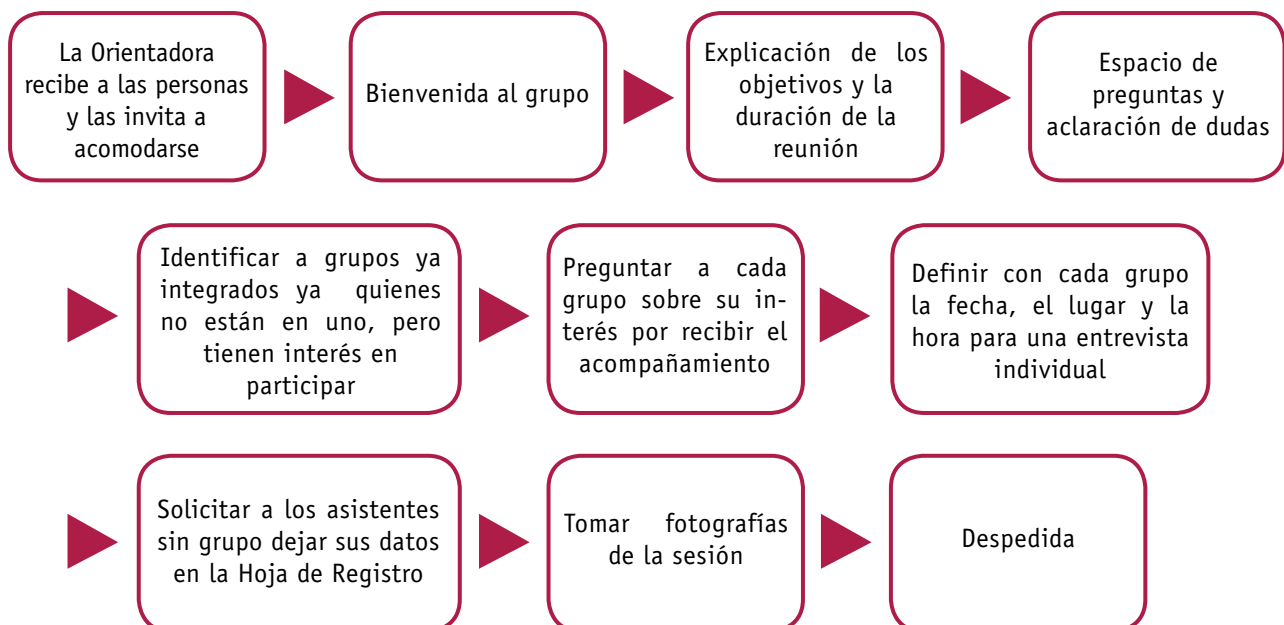 La Orientadora
recibe a las personas
y las invita a
acomodarse
Bienvenida al grupo
Explicación de los
objetivos y la
duración de la
reunión
Espacio de
preguntas y
aclaración de dudas
Identificar a grupos ya
integrados ya quienes
no están en uno, pero
tienen interés en
participar
Preguntar a cada
grupo sobre su in-
terés por recibir el
acompañamiento
Definir con cada grupo
la fecha, el lugar y la
hora para una entrevista
individual
Solicitar a los asistentes
sin grupo dejar sus datos
en la Hoja de Registro
Tomar fotografías
de la sesión
Despedida